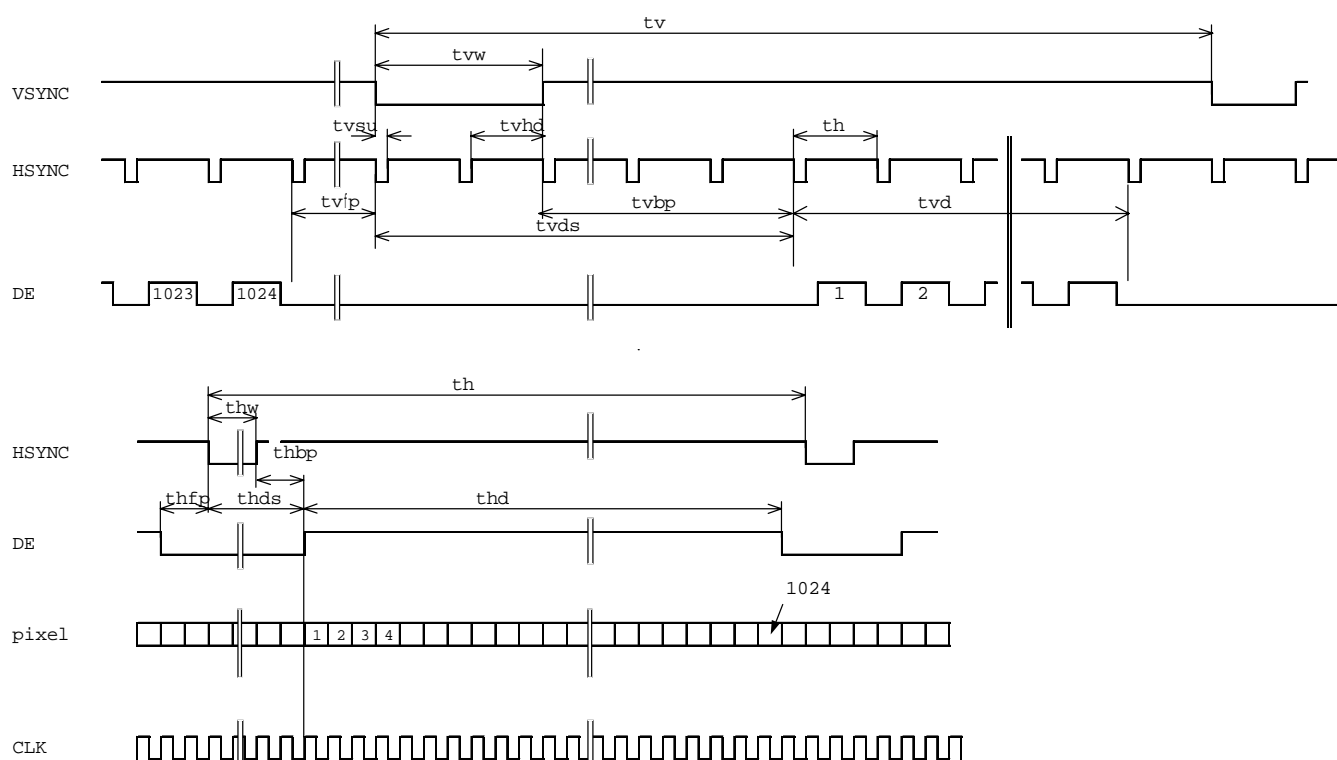 tv
tvw
VSYNC
tvsu
tvhd
th
HSYNC
tvfp
tvbp
tvd
tvds
DE
1023
1024
1
2
th
thw
HSYNC
thbp
thfp
thds
thd
DE
1024
pixel
1
2
3
4
CLK